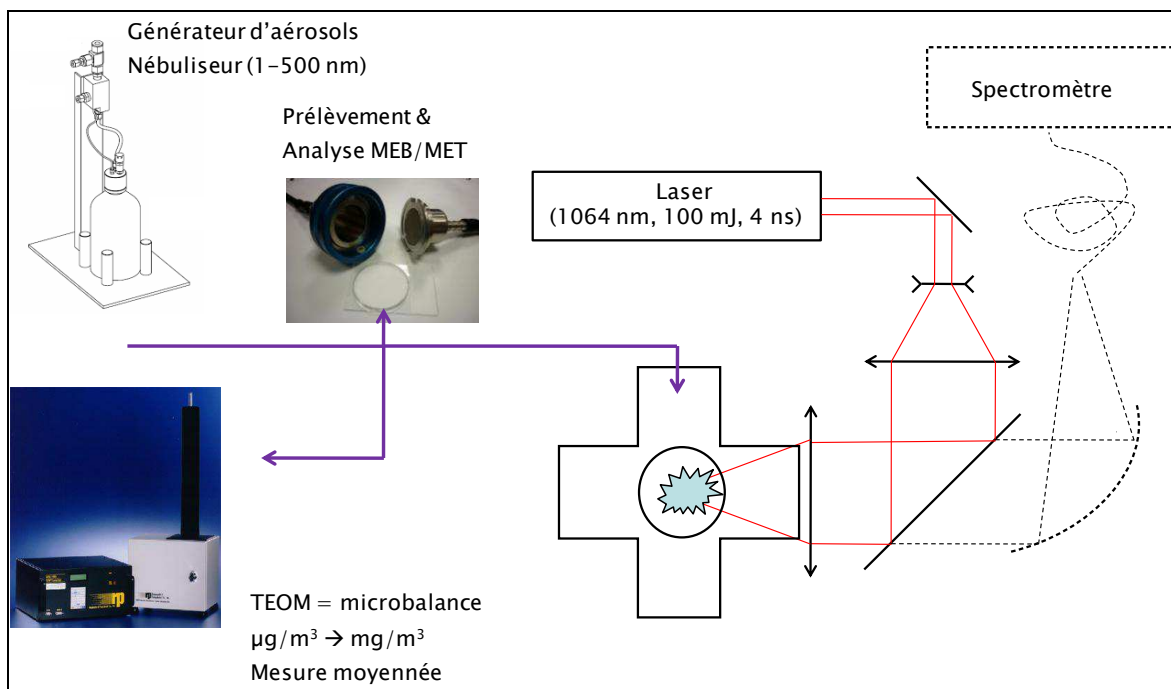 Générateur d'aérosols
Nébuliseur (1-500 nm)
Prélèvement &
Analyse MEB/MET
Spectromètre
Laser
(1064 nm, 100 mJ, 4 ns)
TEOM = microbalance
µg/m³ → mg/m³
Mesure moyennée